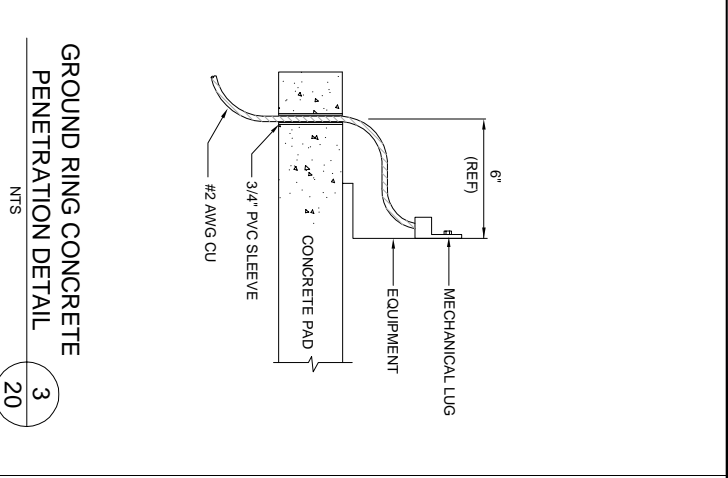 6"
(REF)
MECHANICAL LUG
EQUIPMENT
CONCRETE PAD
3/4" PVC SLEEVE
#2 AWG CU
GROUND RING CONCRETE
PENETRATION DETAIL
NTS
3
20